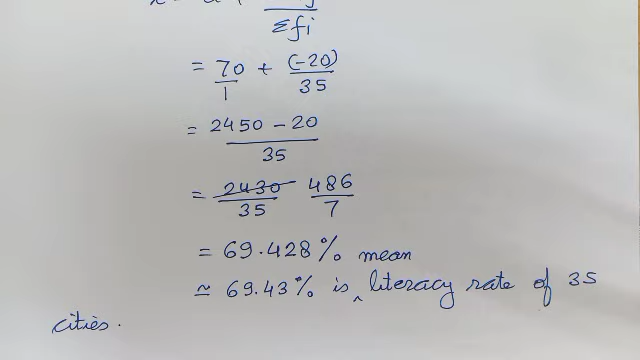 Σfi
= 70/1 + (-20)/35
= 2450 - 20/35
= 2430/35 486/7
= 69.428% mean
≃ 69.43% is ^ literacy rate of 35
cities.